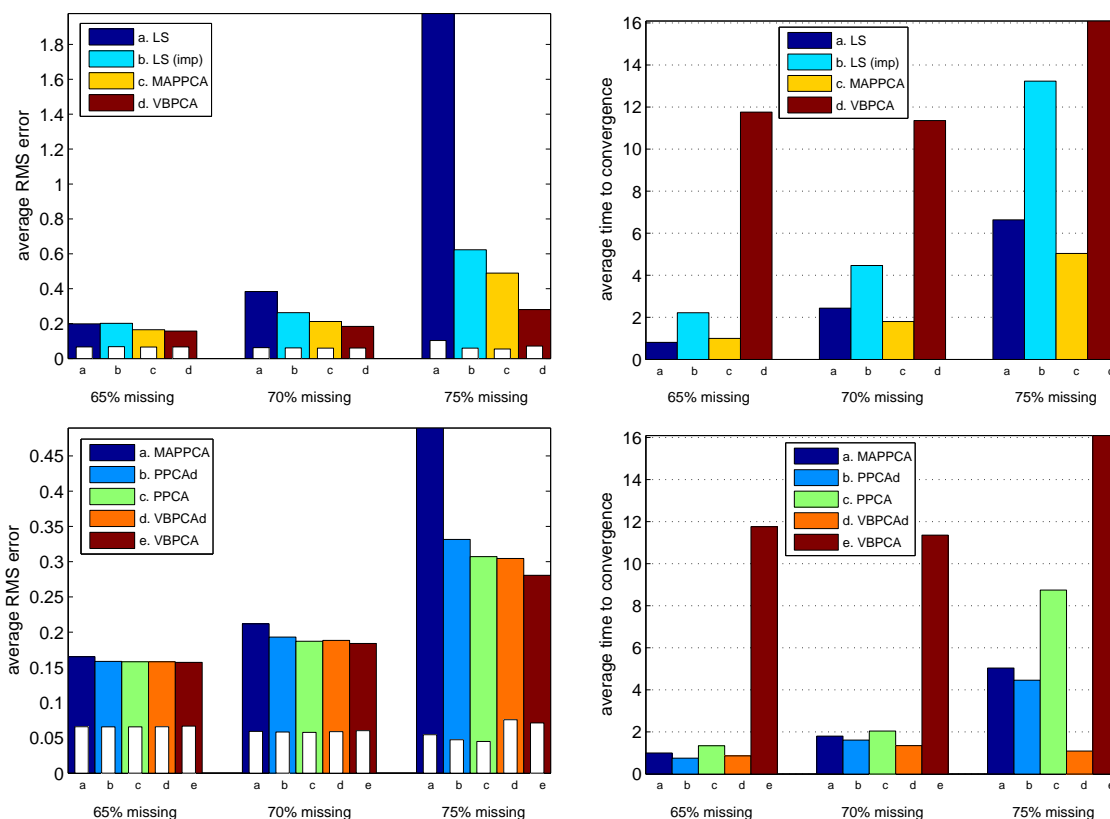 average RMS error
1.8
1.6
1.4
1.2
1
0.8
0.6
0.4
0.2
0
a. LS
b. LS (imp)
c. MAPPCA
d. VBPCA
a b c d a b c d a b c d
65% missing 70% missing 75% missing
average time to convergence
16
14
12
10
8
6
4
2
0
a. LS
b. LS (imp)
c. MAPPCA
d. VBPCA
a b c d a b c d a b c
65% missing 70% missing 75% missing
average RMS error
0.45
0.4
0.35
0.3
0.25
0.2
0.15
0.1
0.05
0
a. MAPPCA
b. PPCAd
c. PPCA
d. VBPCAd
e. VBPCA
a b c d e a b c d e a b c d e
65% missing 70% missing 75% missing
average time to convergence
16
14
12
10
8
6
4
2
0
a. MAPPCA
b. PPCAd
c. PPCA
d. VBPCAd
e. VBPCA
a b c d e a b c d e a b c d
65% missing 70% missing 75% missing